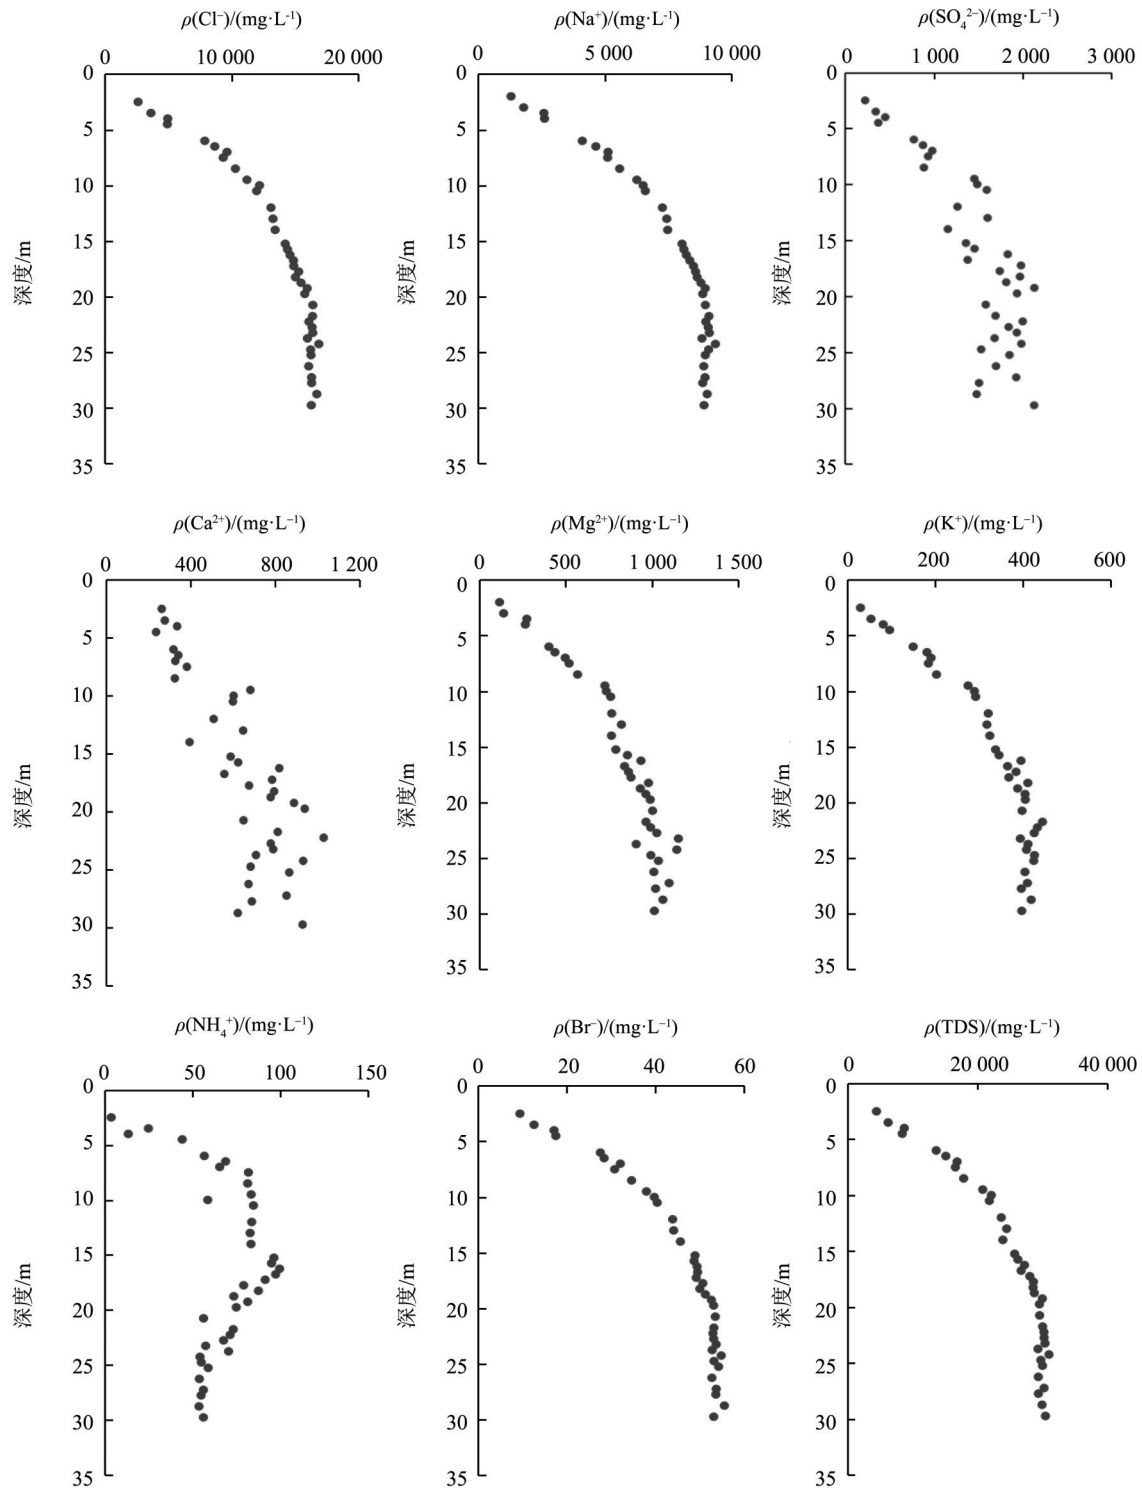 ρ(Cl⁻)/(mg·L⁻¹)
0 10 000 20 000
0
5
10
15
20
25
30
35
深度/m
ρ(Na⁺)/(mg·L⁻¹)
0 5 000 10 000
0
5
10
15
20
25
30
35
深度/m
ρ(SO₄²⁻)/(mg·L⁻¹)
0 1 000 2 000 3 000
0
5
10
15
20
25
30
35
深度/m
ρ(Ca²⁺)/(mg·L⁻¹)
0 400 800 1 200
0
5
10
15
20
25
30
35
深度/m
ρ(Mg²⁺)/(mg·L⁻¹)
0 500 1 000 1 500
0
5
10
15
20
25
30
35
深度/m
ρ(K⁺)/(mg·L⁻¹)
0 200 400 600
0
5
10
15
20
25
30
35
深度/m
ρ(NH₄⁺)/(mg·L⁻¹)
0 50 100 150
0
5
10
15
20
25
30
35
深度/m
ρ(Br⁻)/(mg·L⁻¹)
0 20 40 60
0
5
10
15
20
25
30
35
深度/m
ρ(TDS)/(mg·L⁻¹)
0 20 000 40 000
0
5
10
15
20
25
30
35
深度/m